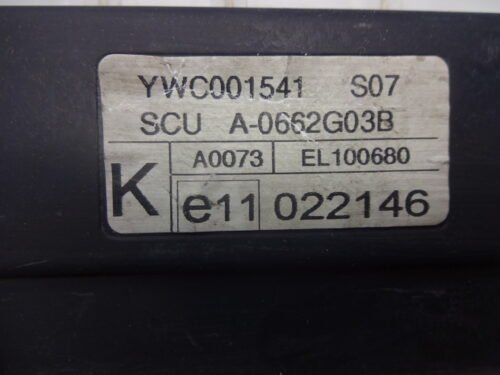 YWC001541 S07
SCU A-0662G03B
K A0073 EL100680
e11 022146